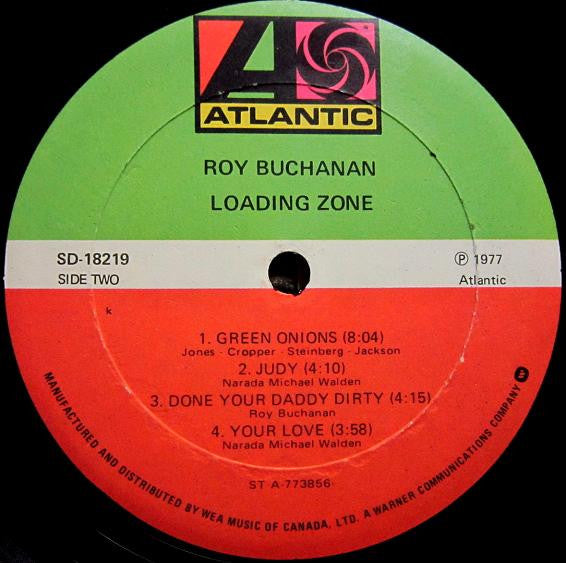 ATLANTIC
ROY BUCHANAN
LOADING ZONE
SD-18219
SIDE TWO
℗ 1977
Atlantic
k
1. GREEN ONIONS (8:04)
Jones - Cropper - Steinberg - Jackson
2. JUDY (4:10)
Narada Michael Walden
3. DONE YOUR DADDY DIRTY (4:15)
Roy Buchanan
4. YOUR LOVE (3:58)
Narada Michael Walden
ST-A-773856
MANUFACTURED AND DISTRIBUTED BY WEA MUSIC OF CANADA, LTD. A WARNER COMMUNICATIONS COMPANY